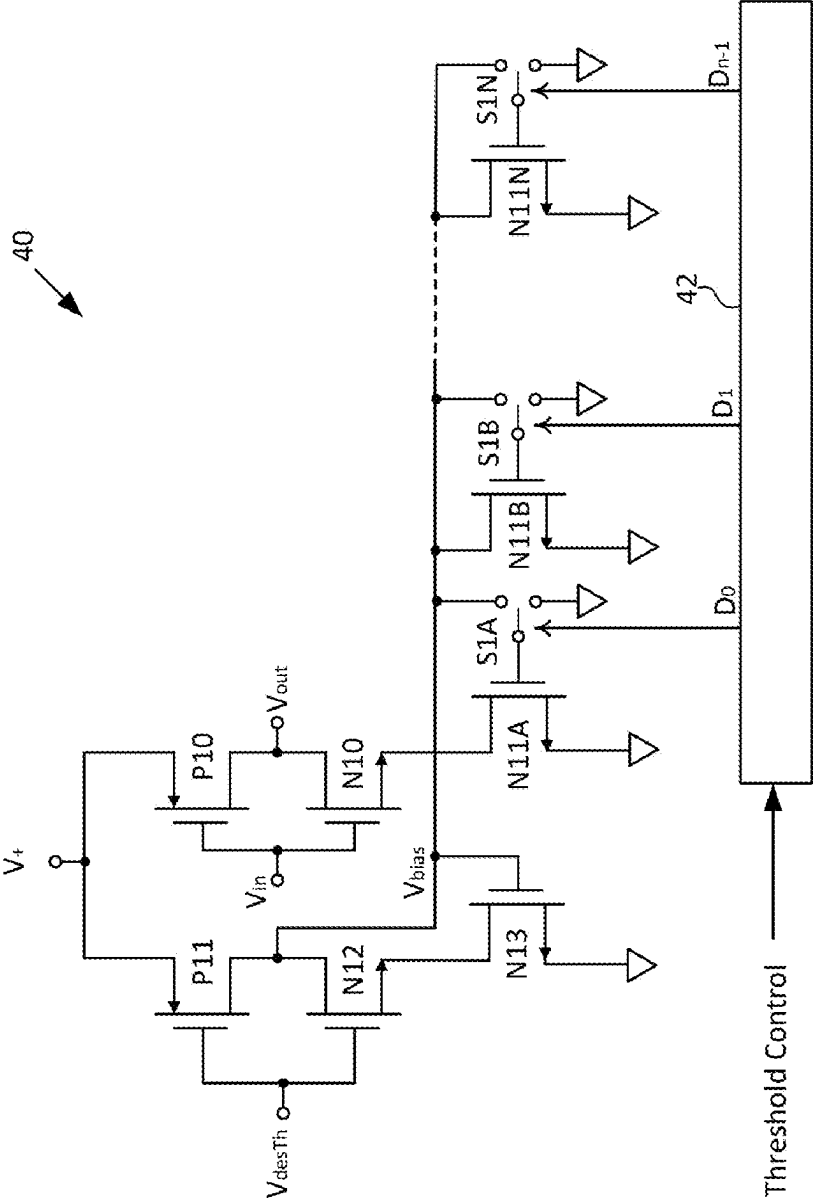 40
V+
P11
P10
VdesTh
Vin
Vout
N12
N10
Vbias
N13
N11A
S1A
N11B
S1B
N11N
S1N
D0
D1
Dn-1
42
Threshold Control